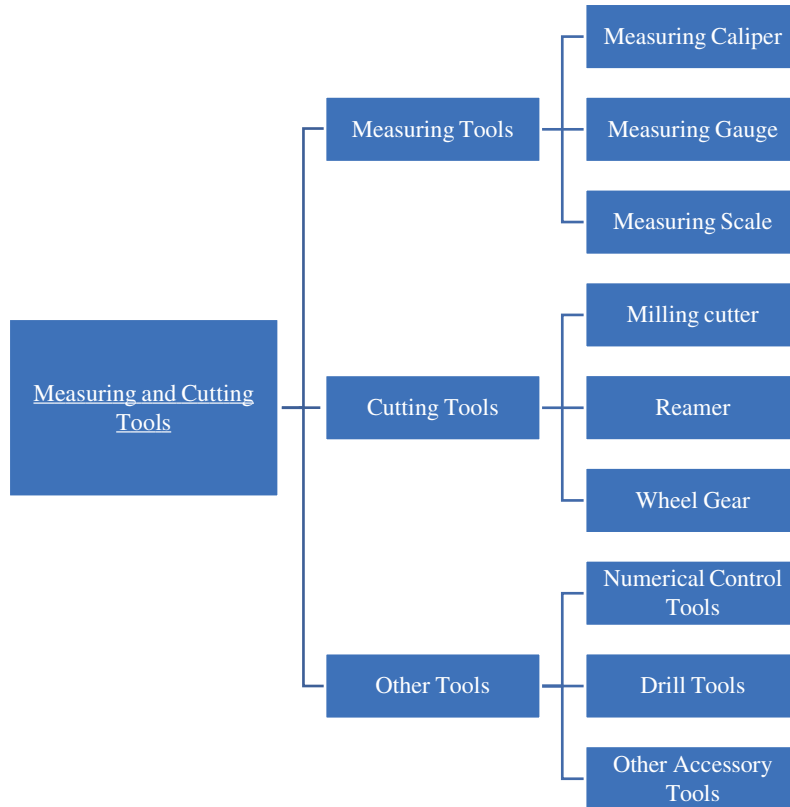 Measuring and Cutting
Tools
Measuring Tools
Measuring Caliper
Measuring Gauge
Measuring Scale
Cutting Tools
Milling cutter
Reamer
Wheel Gear
Other Tools
Numerical Control
Tools
Drill Tools
Other Accessory
Tools